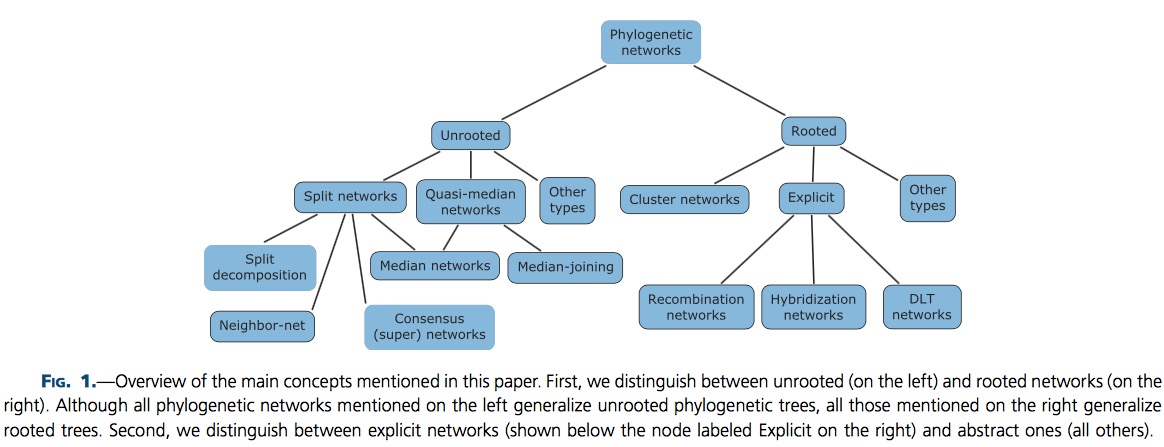 Phylogenetic
networks
Unrooted
Rooted
Split networks
Quasi-median
networks
Other
types
Cluster networks
Explicit
Other
types
Split
decomposition
Median networks
Median-joining
Neighbor-net
Consensus
(super) networks
Recombination
networks
Hybridization
networks
DLT
networks
FIG. 1.—Overview of the main concepts mentioned in this paper. First, we distinguish between unrooted (on the left) and rooted networks (on the
right). Although all phylogenetic networks mentioned on the left generalize unrooted phylogenetic trees, all those mentioned on the right generalize
rooted trees. Second, we distinguish between explicit networks (shown below the node labeled Explicit on the right) and abstract ones (all others).